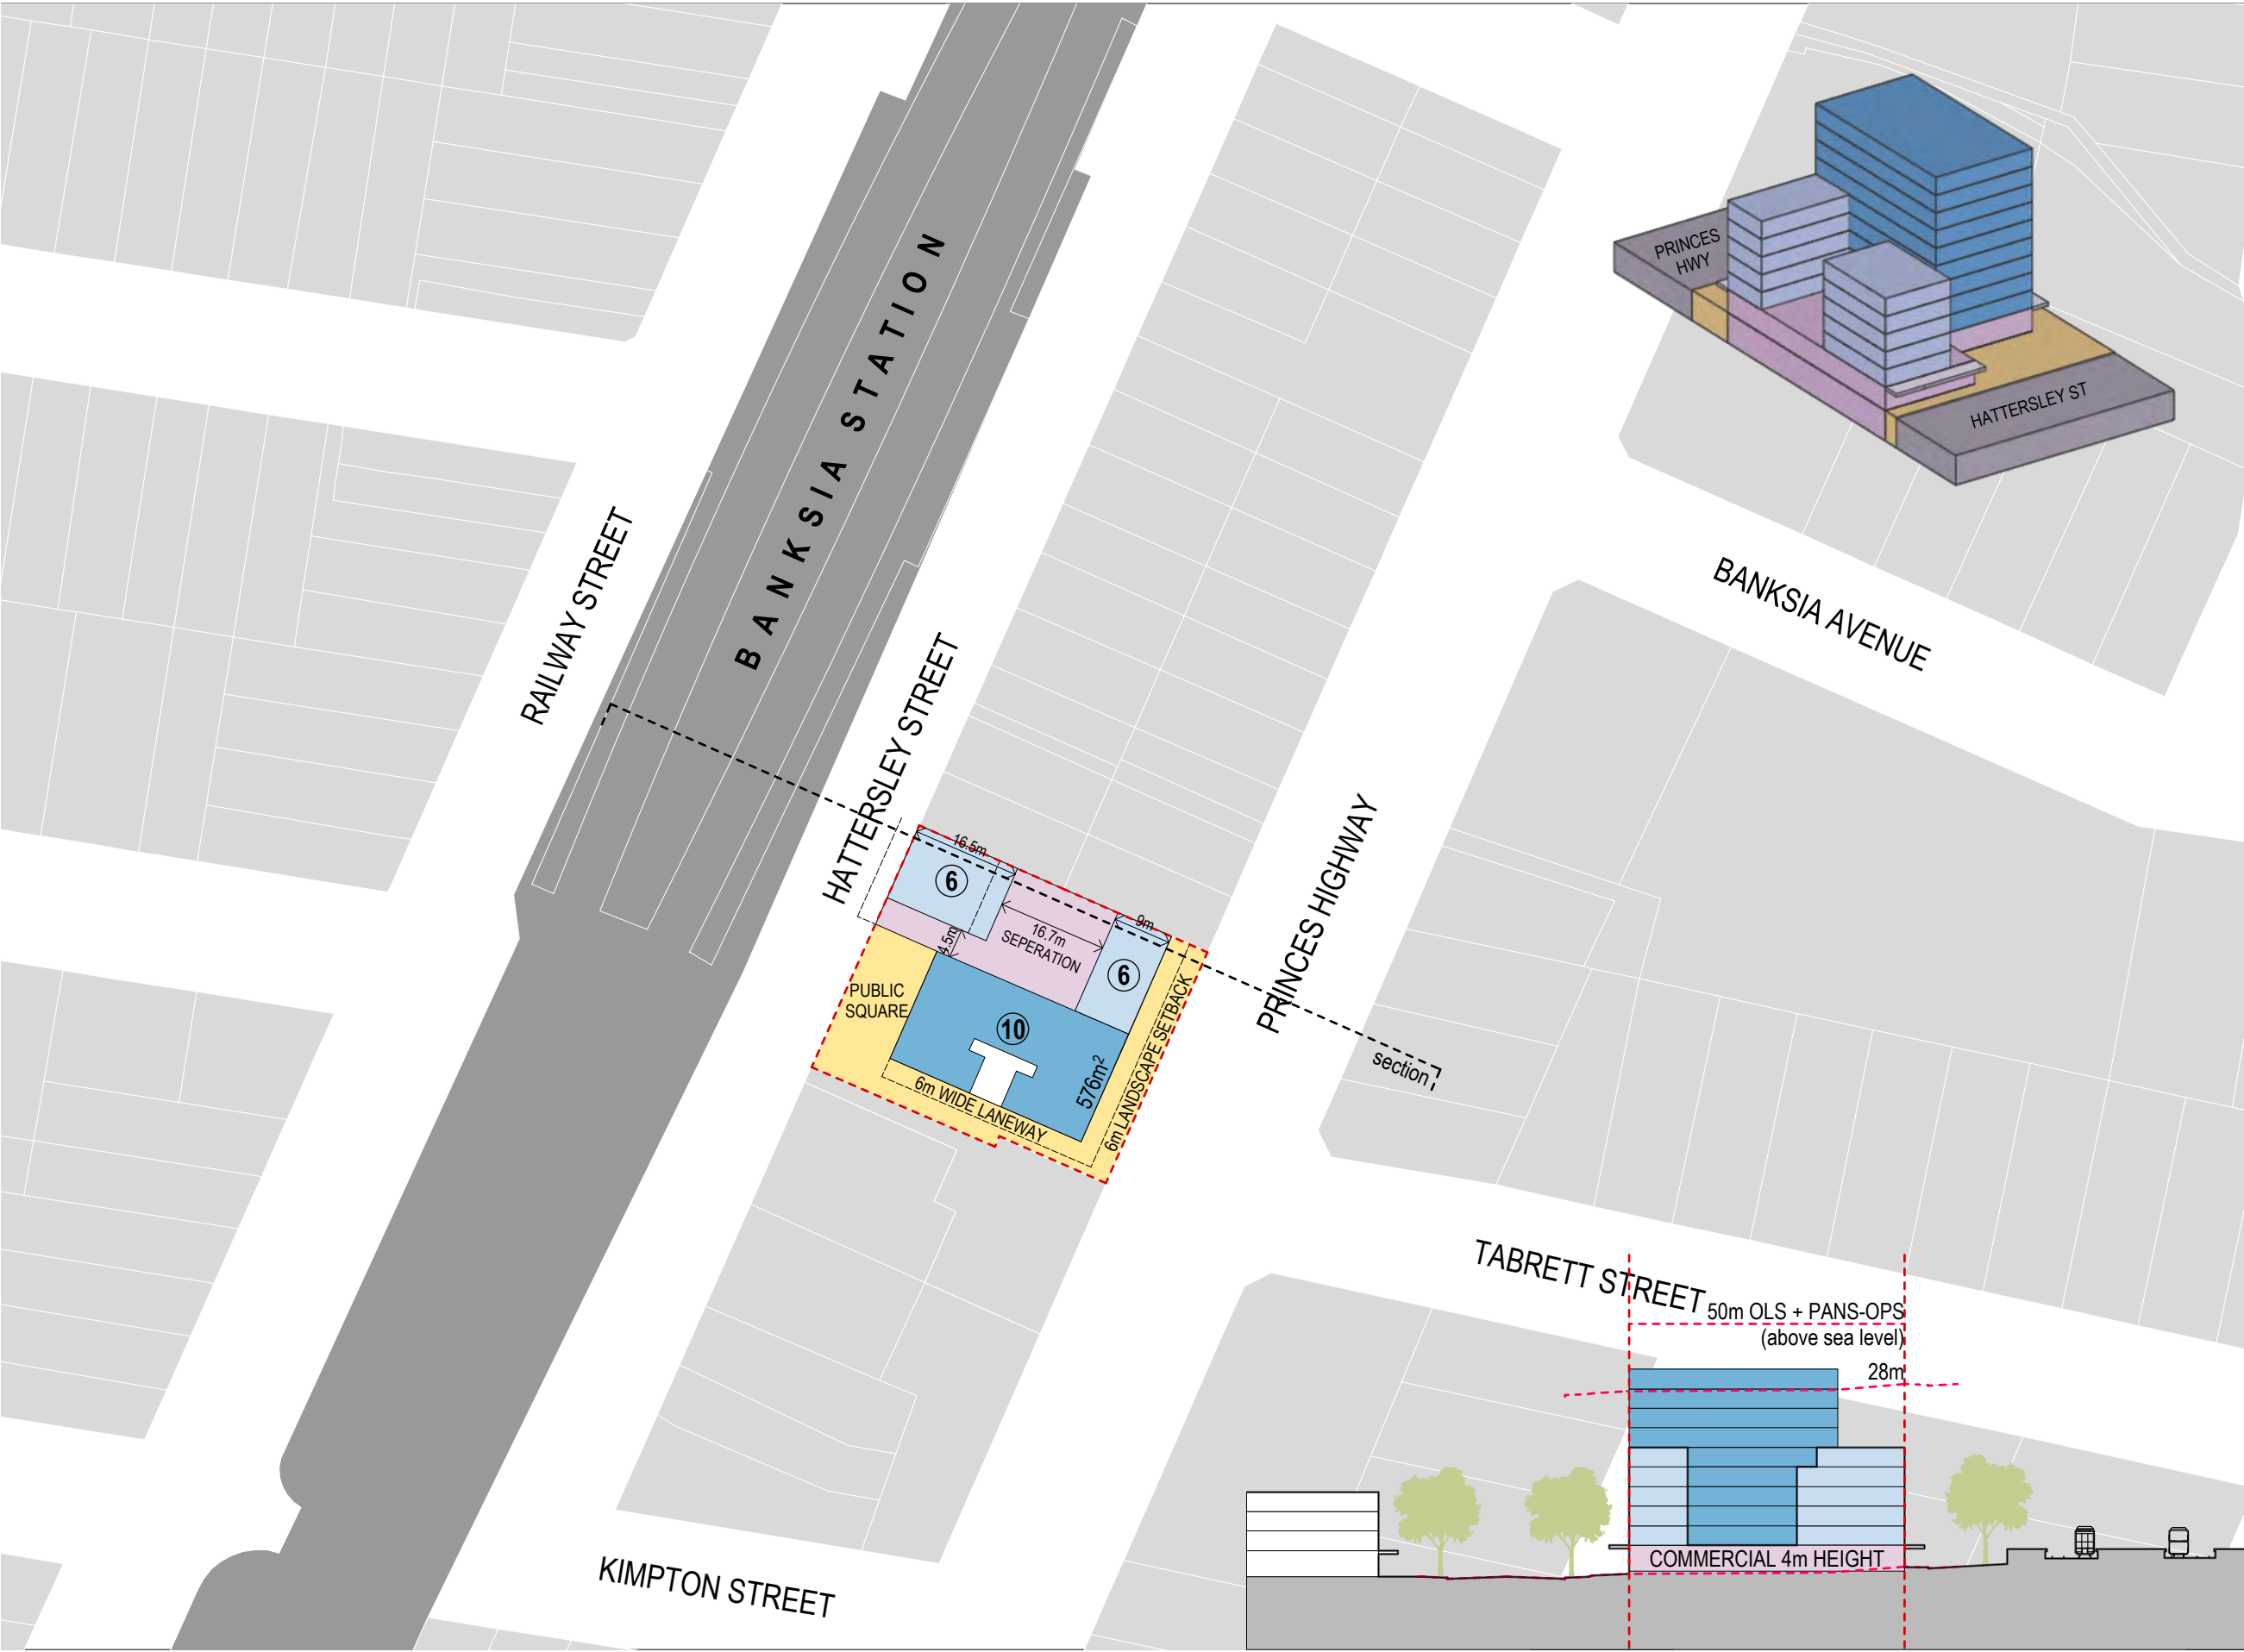 PRINCES
HWY
HATTERSLEY ST
BANKSIA STATION
RAILWAY STREET
HATTERSLEY STREET
BANKSIA AVENUE
PRINCES HIGHWAY
16.5m
6
9m
16.7m
SEPERATION
4.5m
6
PUBLIC
SQUARE
10
576m²
6m WIDE LANEWAY
6m LANDSCAPE SETBACK
section
TABRETT STREET
50m OLS + PANS-OPS
(above sea level)
28m
COMMERCIAL 4m HEIGHT
KIMPTON STREET